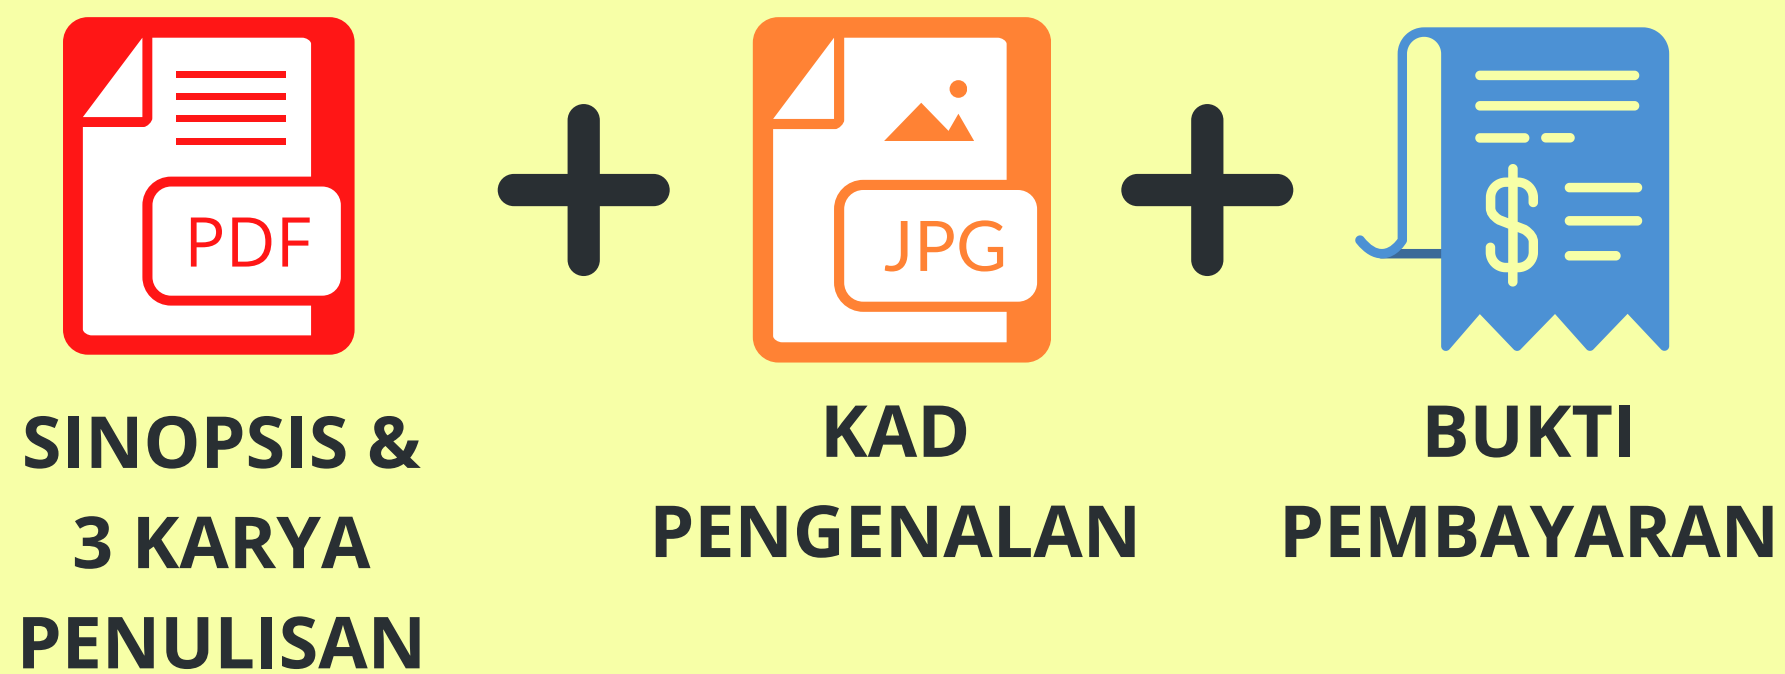 PDF
JPG
$
SINOPSIS &
3 KARYA
PENULISAN
KAD
PENGENALAN
BUKTI
PEMBAYARAN